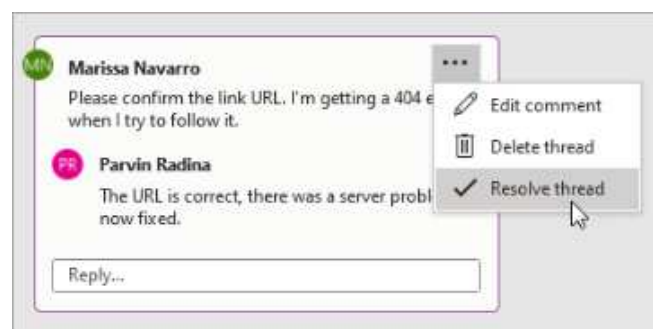 MN
Marissa Navarro
...
Please confirm the link URL. I'm getting a 404
when I try to follow it.
Edit comment
Delete thread
PR
Parvin Radina
Resolve thread
The URL is correct, there was a server
now fixed.
Reply...